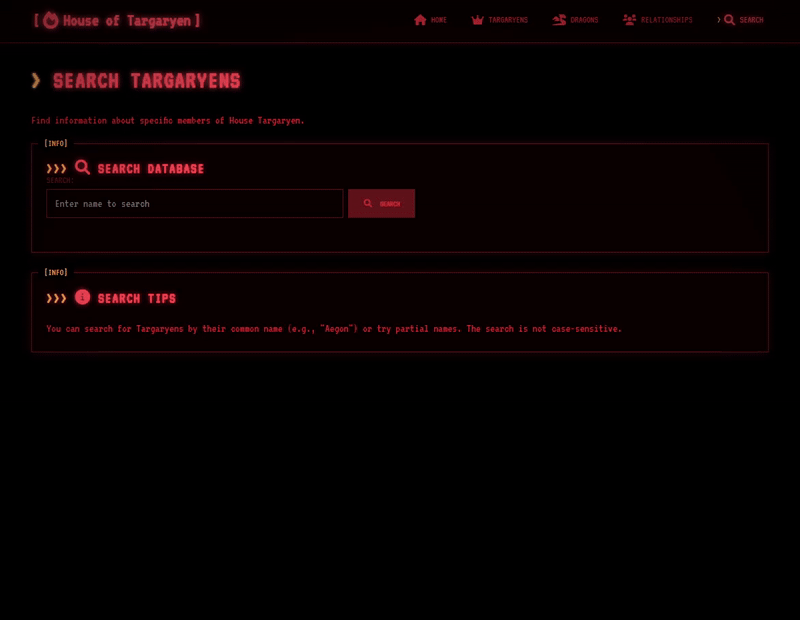 [ House of Targaryen ]
HOME
TARGARYENS
DRAGONS
RELATIONSHIPS
› SEARCH
❯ SEARCH TARGARYENS
Find information about specific members of House Targaryen.
[INFO]
❯❯❯ SEARCH DATABASE
SEARCH:
Enter name to search
SEARCH
[INFO]
❯❯❯ SEARCH TIPS
You can search for Targaryens by their common name (e.g., "Aegon") or try partial names. The search is not case-sensitive.